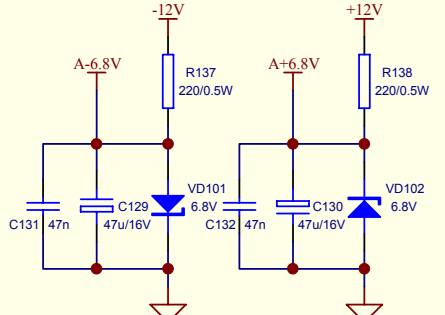 -12V
+12V
A-6.8V
R137
220/0.5W
A+6.8V
R138
220/0.5W
C131
47n
C129
47u/16V
VD101
6.8V
C132
47n
C130
47u/16V
VD102
6.8V